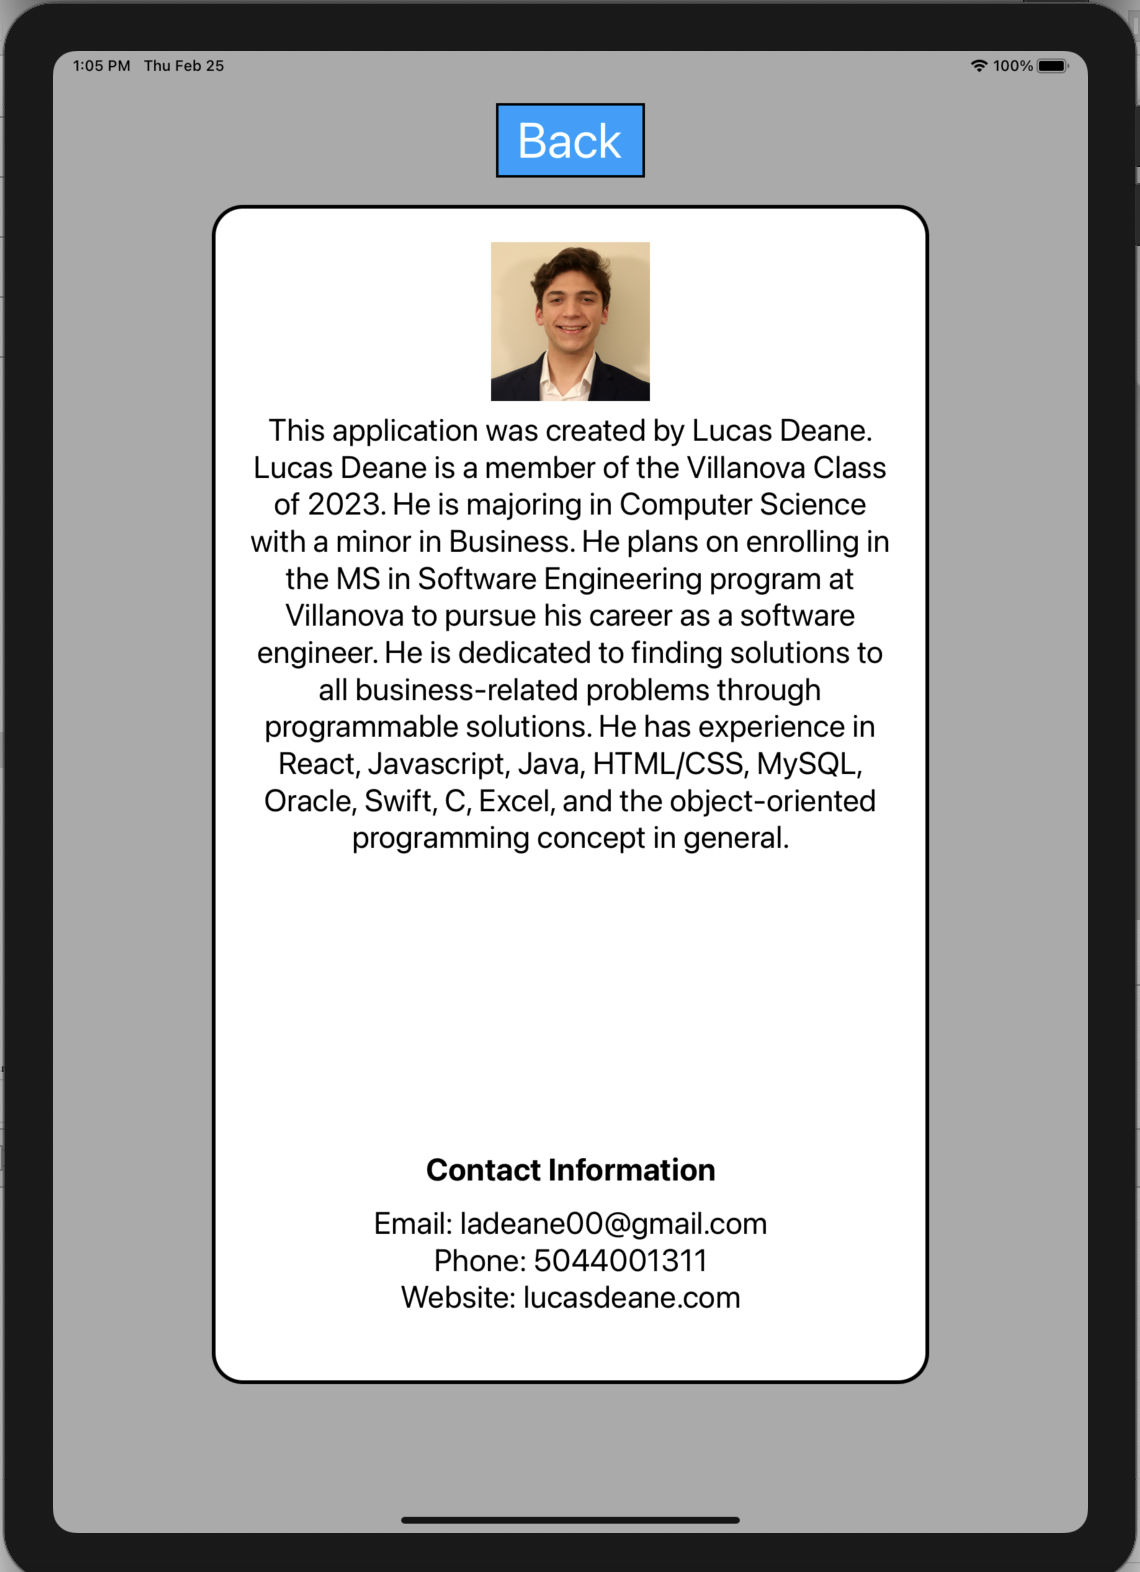 1:05 PM Thu Feb 25 100%
Back
This application was created by Lucas Deane.
Lucas Deane is a member of the Villanova Class
of 2023. He is majoring in Computer Science
with a minor in Business. He plans on enrolling in
the MS in Software Engineering program at
Villanova to pursue his career as a software
engineer. He is dedicated to finding solutions to
all business-related problems through
programmable solutions. He has experience in
React, Javascript, Java, HTML/CSS, MySQL,
Oracle, Swift, C, Excel, and the object-oriented
programming concept in general.
Contact Information
Email: ladeane00@gmail.com
Phone: 5044001311
Website: lucasdeane.com